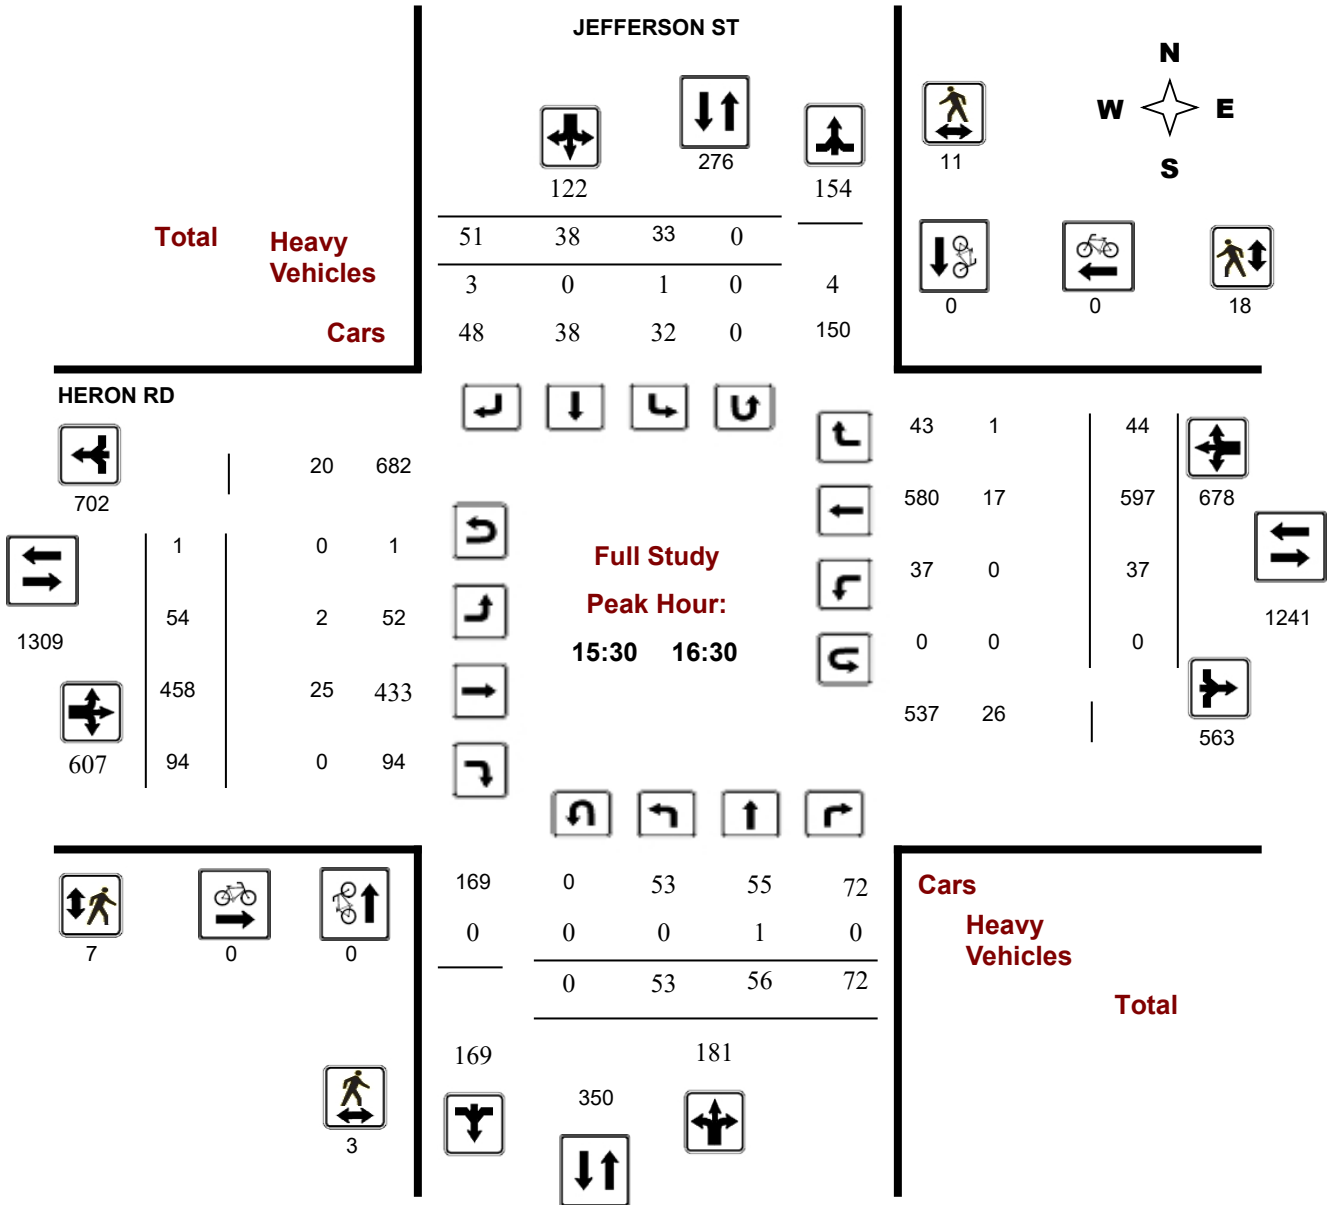 JEFFERSON ST
N
W E
S
276
11
122
154
Total
Heavy
Vehicles
Cars
51 38 33 0
3 0 1 0 4
48 38 32 0 150
0 0 18
HERON RD
43 1 44
20 682
702
580 17 597 678
1 0 1
Full Study
37 0 37
Peak Hour:
54 2 52
1241
1309
15:30 16:30
0 0 0
458 25 433
537 26
563
607 94 0 94
169 0 53 55 72
Cars
0 0 0 1 0
Heavy
Vehicles
7 0 0
0 53 56 72
Total
169 181
350
3